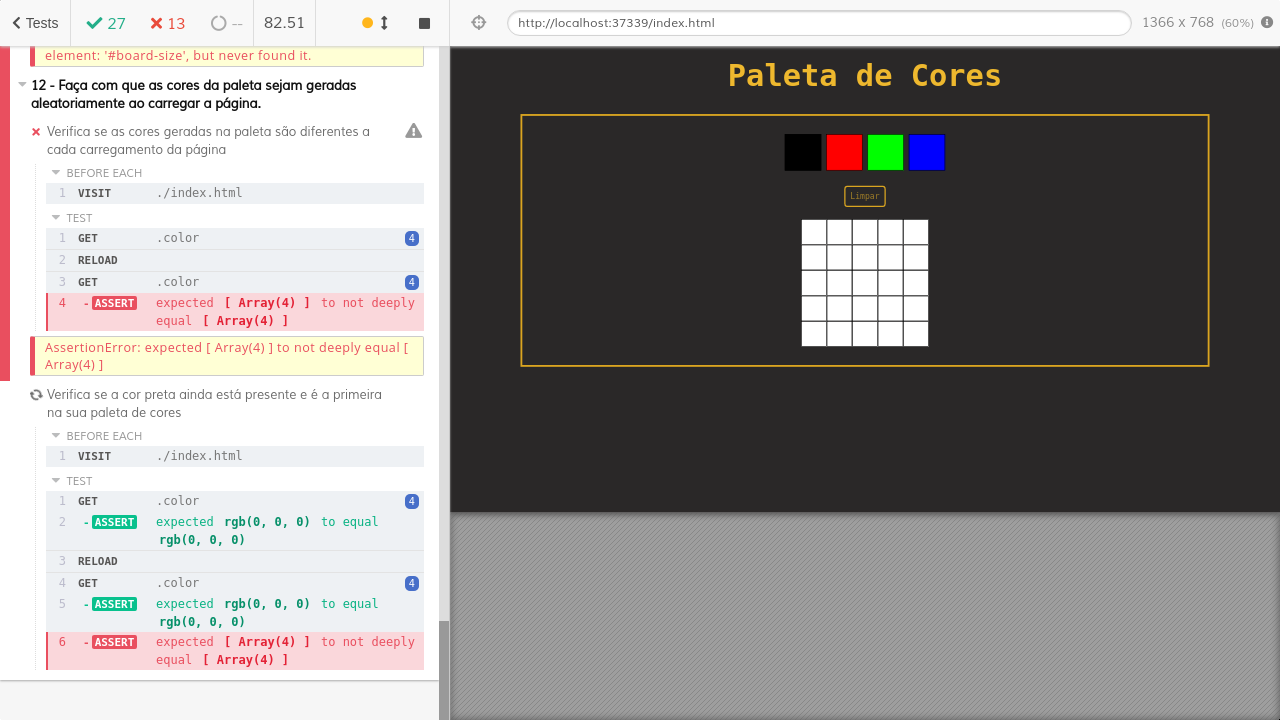 Tests
27
13
--
82.51
http://localhost:37339/index.html
1366 x 768 (60%)
element: '#board-size', but never found it.
12 - Faça com que as cores da paleta sejam geradas
aleatoriamente ao carregar a página.
Verifica se as cores geradas na paleta são diferentes a
cada carregamento da página
BEFORE EACH
1 VISIT ./index.html
TEST
1 GET .color 4
2 RELOAD
3 GET .color 4
4 -ASSERT expected [ Array(4) ] to not deeply
equal [ Array(4) ]
AssertionError: expected [ Array(4) ] to not deeply equal [
Array(4) ]
Verifica se a cor preta ainda está presente e é a primeira
na sua paleta de cores
BEFORE EACH
1 VISIT ./index.html
TEST
1 GET .color 4
2 -ASSERT expected rgb(0, 0, 0) to equal
rgb(0, 0, 0)
3 RELOAD
4 GET .color 4
5 -ASSERT expected rgb(0, 0, 0) to equal
rgb(0, 0, 0)
6 -ASSERT expected [ Array(4) ] to not deeply
equal [ Array(4) ]
Paleta de Cores
Limpar